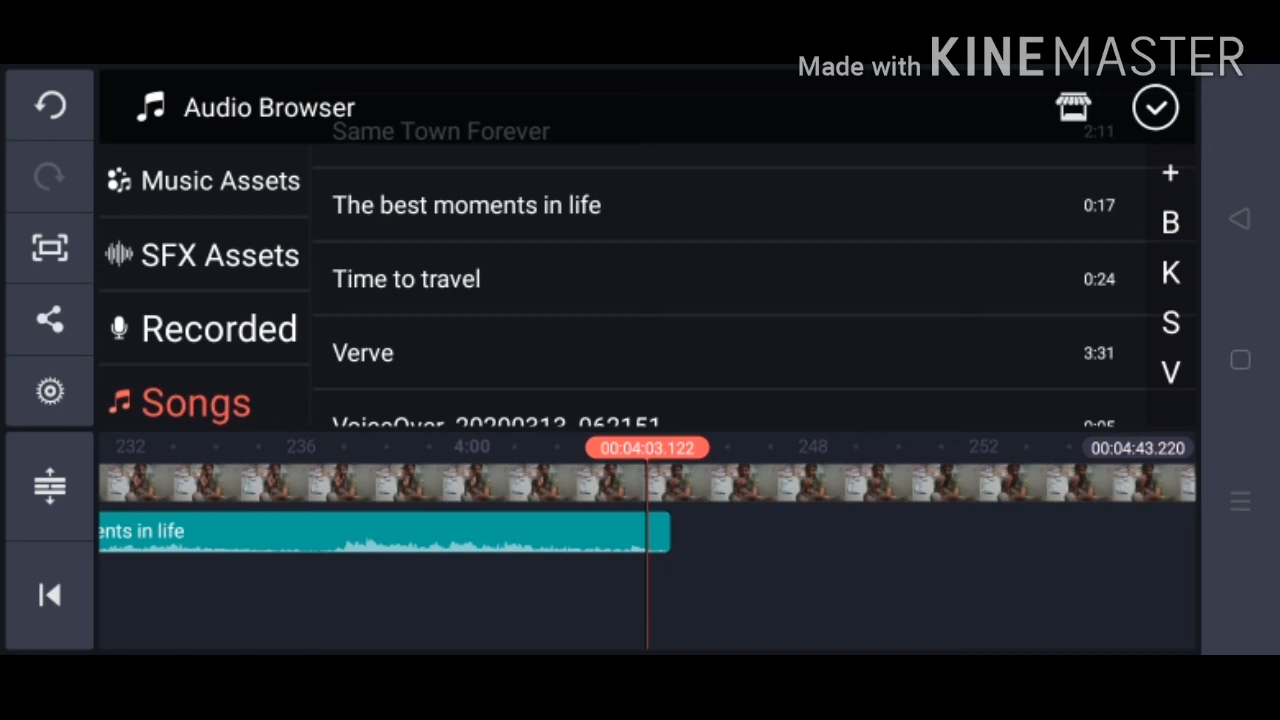 Made with KINEMASTER
Audio Browser
Same Town Forever 2:11
Music Assets
SFX Assets
Recorded
Songs
The best moments in life 0:17
Time to travel 0:24
Verve 3:31
VoiceOver_20200313_062151 0:05
+
B
K
S
V
232 236 4:00 00:04:03.122 248 252 00:04:43.220
ents in life